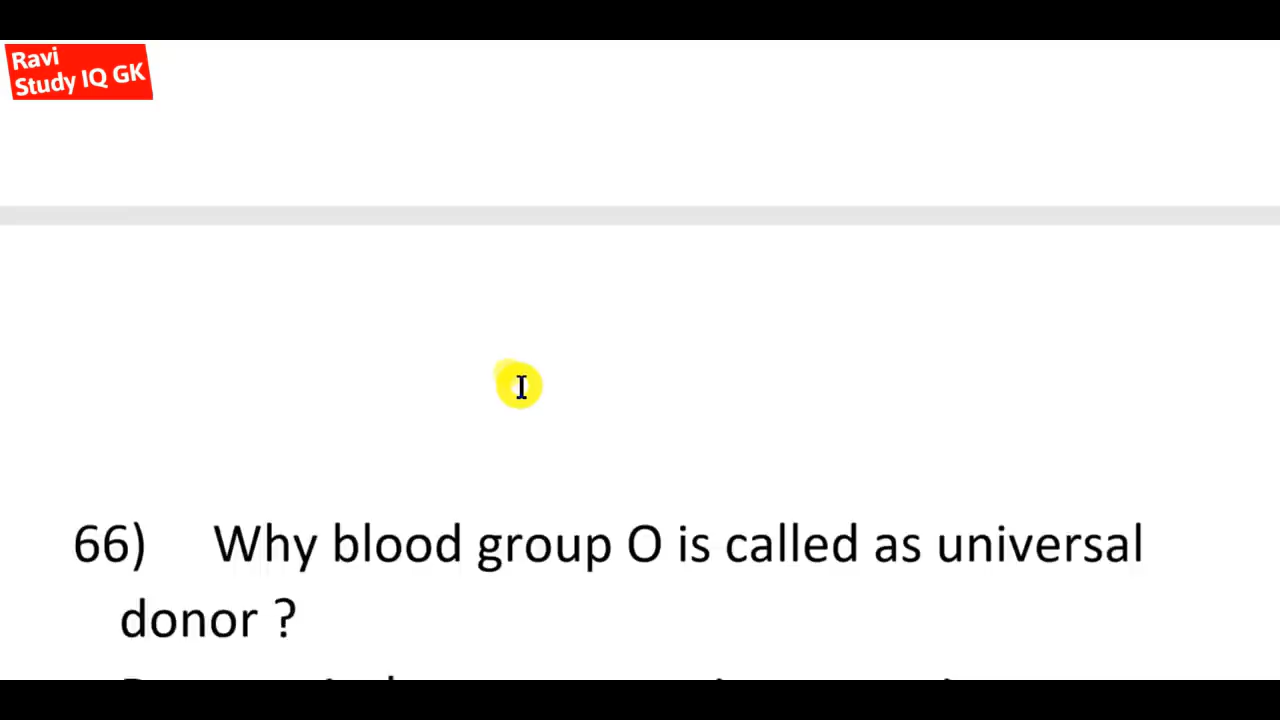 Ravi
Study IQ GK
66) Why blood group O is called as universal
donor ?